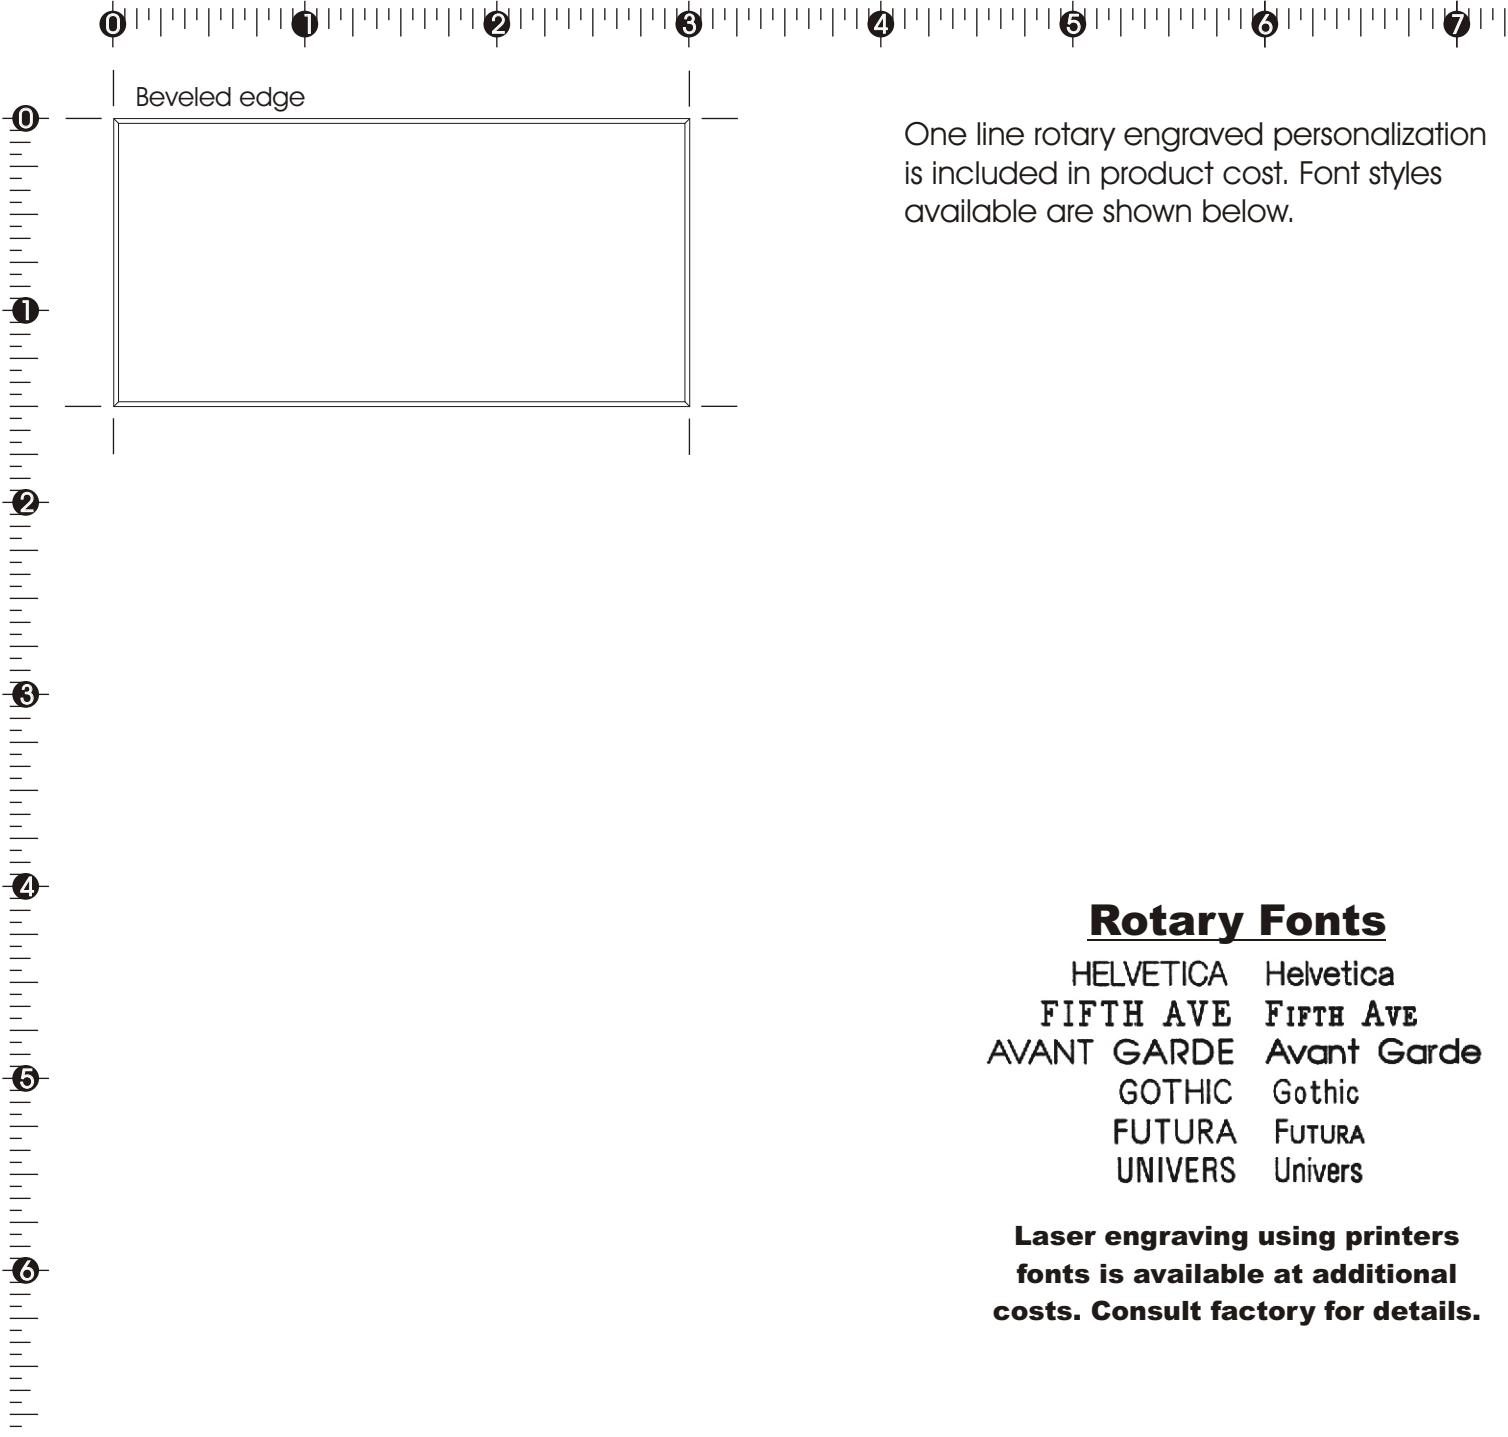 0 1 2 3 4 5 6 7
Beveled edge
0
1
2
3
4
5
6
One line rotary engraved personalization
is included in product cost. Font styles
available are shown below.
Rotary Fonts
HELVETICA Helvetica
FIFTH AVE FIFTH AVE
AVANT GARDE Avant Garde
GOTHIC Gothic
FUTURA FUTURA
UNIVERS Univers
Laser engraving using printers
fonts is available at additional
costs. Consult factory for details.